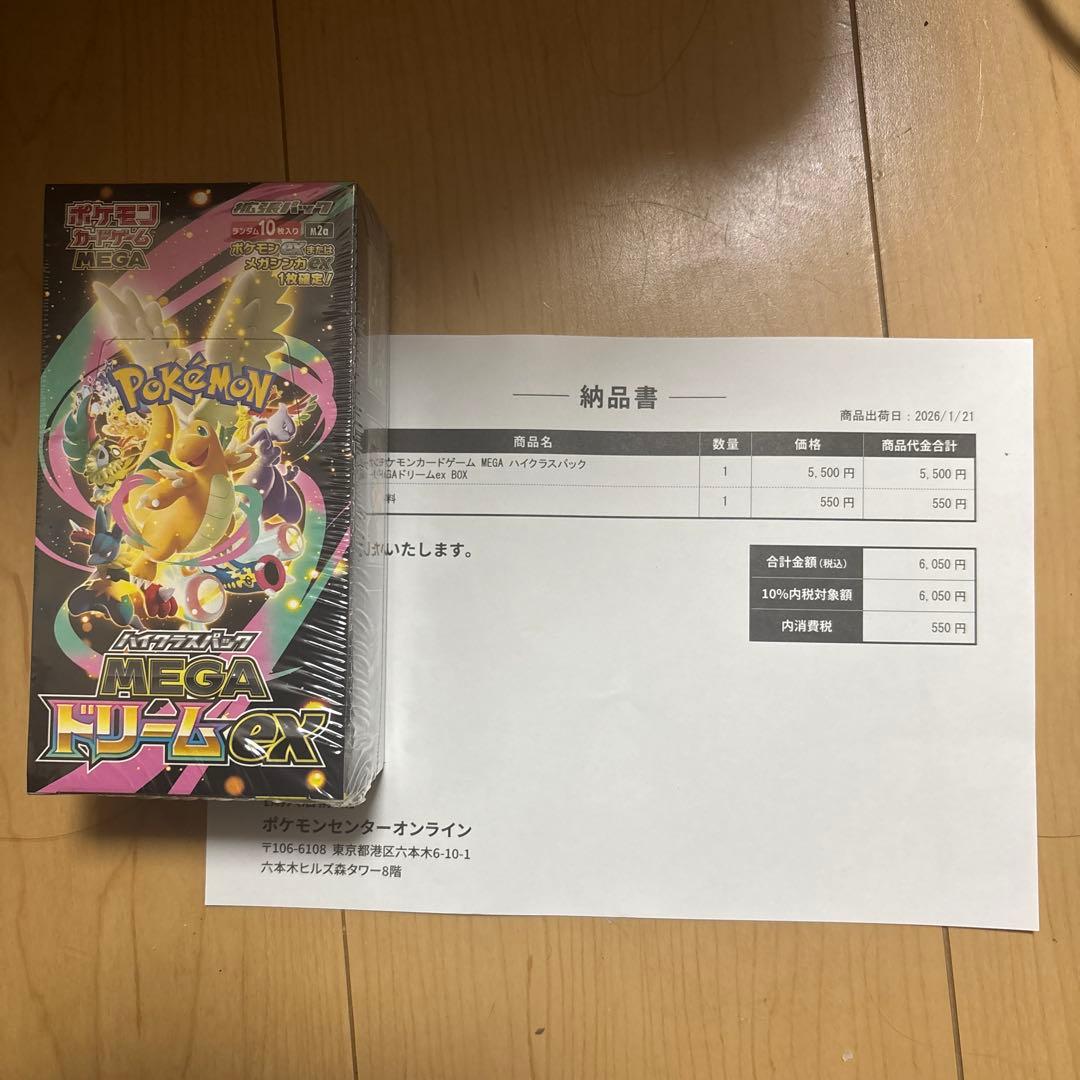 ポケモン
カードゲーム
MEGA
拡張パック
ランダム10枚入り M2a
ポケモンexまたは
メガシンカex
1枚確定!
POKÉMON
ハイクラスパック
MEGA
ドリームex
納品書
商品出荷日:2026/1/21
商品名 数量 価格 商品代金合計
ポケモンカードゲーム MEGA ハイクラスパック 1 5,500 円 5,500 円
ドリームex BOX
料 1 550 円 550 円
いたします。
合計金額(税込) 6,050 円
10%内税対象額 6,050 円
内消費税 550 円
ポケモンセンターオンライン
〒106-6108 東京都港区六本木6-10-1
六本木ヒルズ森タワー8階